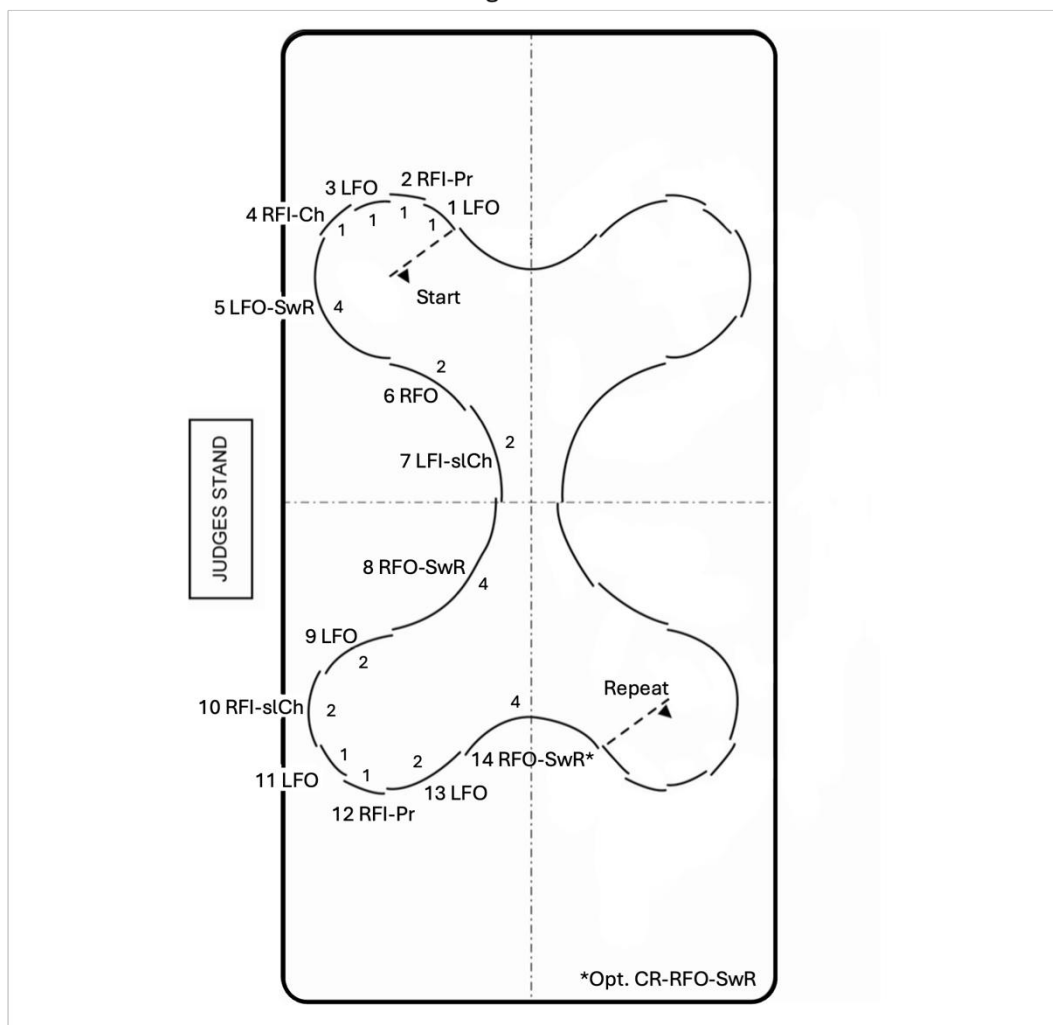 2 RFI-Pr
3 LFO
1 LFO
4 RFI-Ch
1
1
1
1
Start
5 LFO-SwR
4
2
6 RFO
2
7 LFI-slCh
JUDGES STAND
8 RFO-SwR
4
9 LFO
2
10 RFI-slCh
2
Repeat
4
14 RFO-SwR*
1
11 LFO
1
2
13 LFO
12 RFI-Pr
*Opt. CR-RFO-SwR